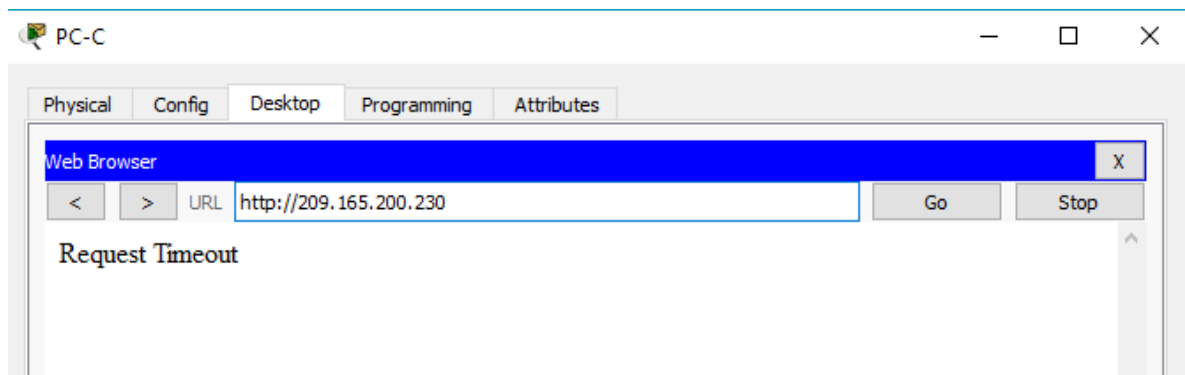 PC-C
Physical Config Desktop Programming Attributes
Web Browser X
< > URL http://209.165.200.230 Go Stop
Request Timeout